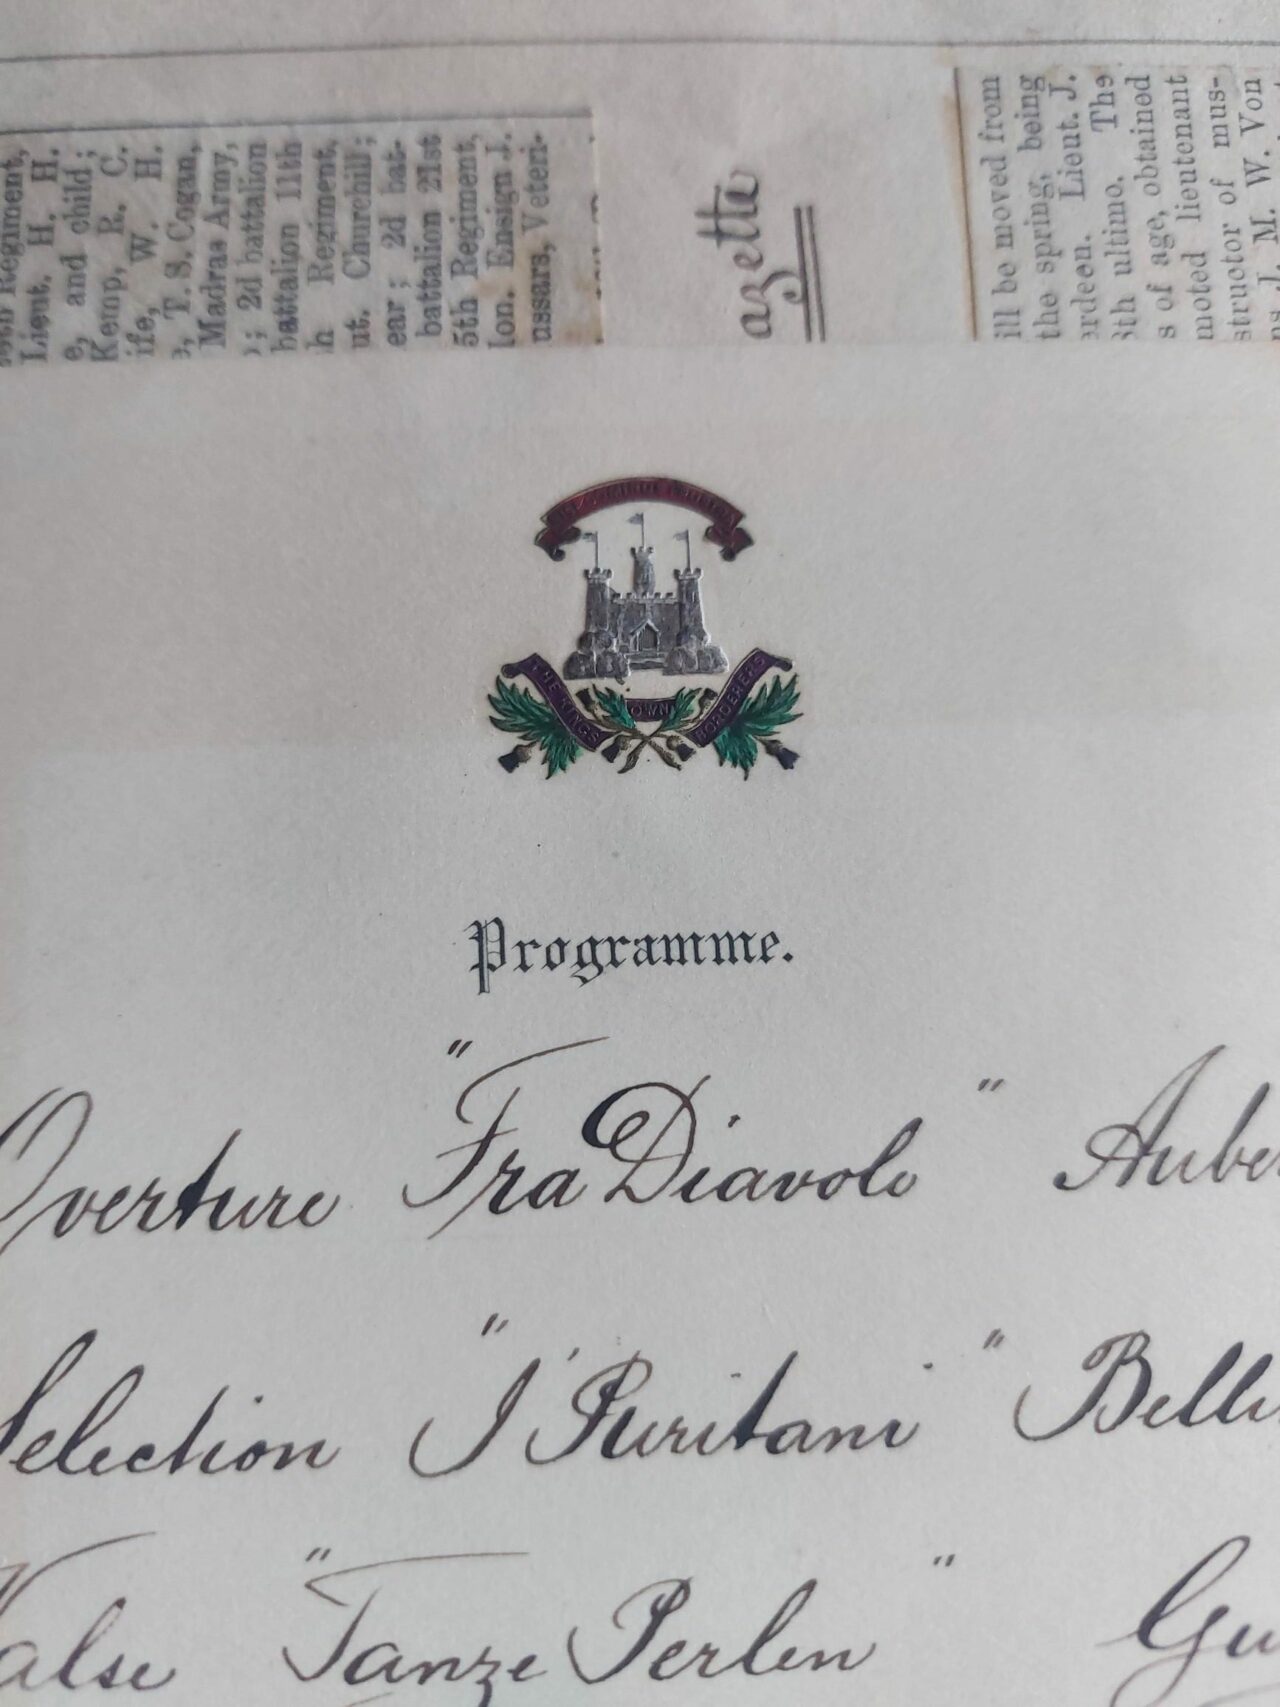 Regiment,
Lieut. H. H.
e, and child;
Kemp, R. C.
ife, W. H.
e, T. S. Cogan,
Madras Army,
); 2d battalion
battalion 11th
h Regiment,
ut. Churchill;
ear; 2d bat-
battalion 21st
5th Regiment,
lon. Ensign J.
ussars, Veteri-
azette
ill be moved from
the spring, being
erdeen. Lieut. J.
8th ultimo. The
s of age, obtained
moted lieutenant
structor of mus-
J. M. W. Von
THE KINGS OWN BORDERERS
Programme.
Overture "Fra Diavolo" Aube
Selection "I Puritani" Belli
Valse "Tanze Perlen" Gu